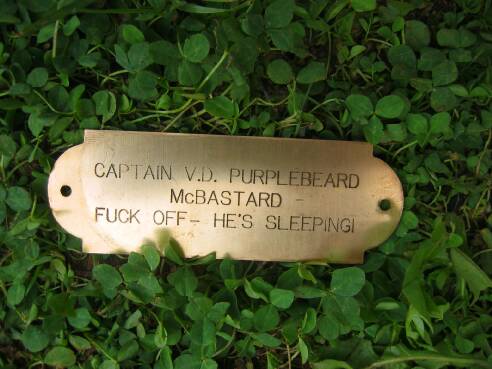 CAPTAIN V.D. PURPLEBEARD
McBASTARD -
FUCK OFF- HE'S SLEEPING!